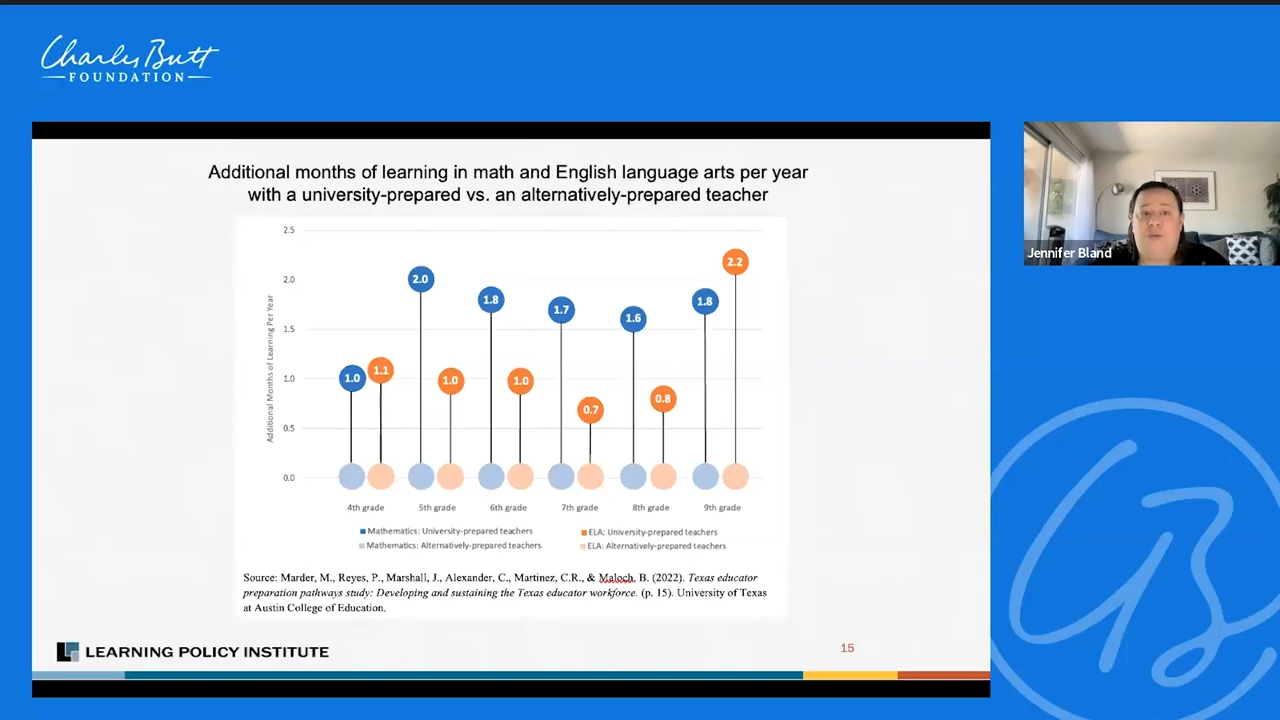 Charles Butt
FOUNDATION
Additional months of learning in math and English language arts per year
with a university-prepared vs. an alternatively-prepared teacher
2.5
2.0
1.5
1.0
0.5
0.0
Additional Months of Learning Per Year
1.0
1.1
2.0
1.0
1.8
1.0
1.7
0.7
1.6
0.8
1.8
2.2
4th grade
5th grade
6th grade
7th grade
8th grade
9th grade
Mathematics: University-prepared teachers
ELA: University-prepared teachers
Mathematics: Alternatively-prepared teachers
ELA: Alternatively-prepared teachers
Source: Marder, M., Reyes, P., Marshall, J., Alexander, C., Martinez, C.R., & Maloch, B. (2022). Texas educator
preparation pathways study: Developing and sustaining the Texas educator workforce. (p. 15). University of Texas
at Austin College of Education.
LEARNING POLICY INSTITUTE
15
Jennifer Bland
CB